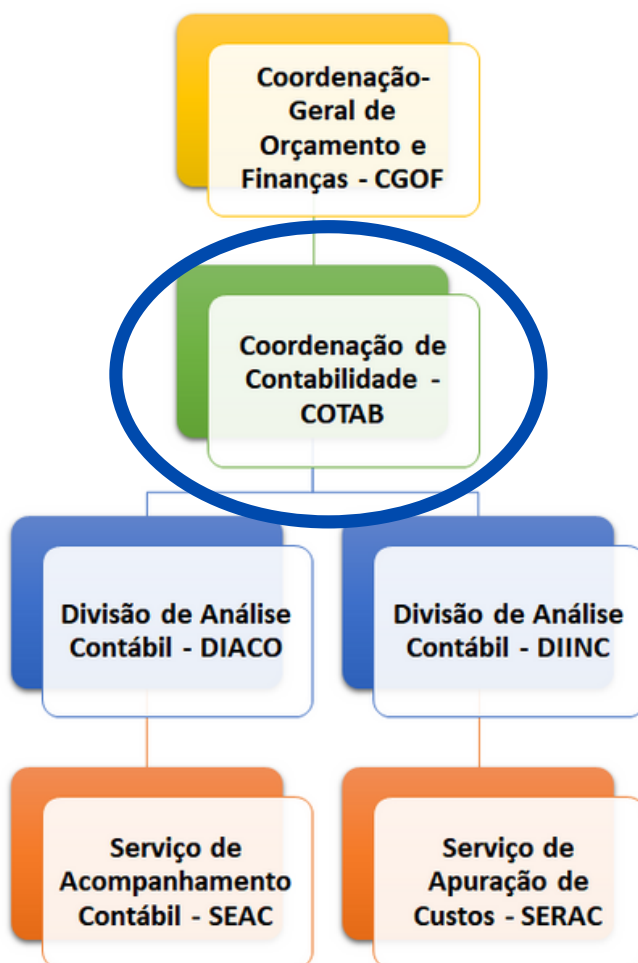 Coordenação-
Geral de
Orçamento e
Finanças - CGOF
Coordenação de
Contabilidade -
COTAB
Divisão de Análise
Contábil - DIACO
Divisão de Análise
Contábil - DIINC
Serviço de
Acompanhamento
Contábil - SEAC
Serviço de
Apuração de
Custos - SERAC